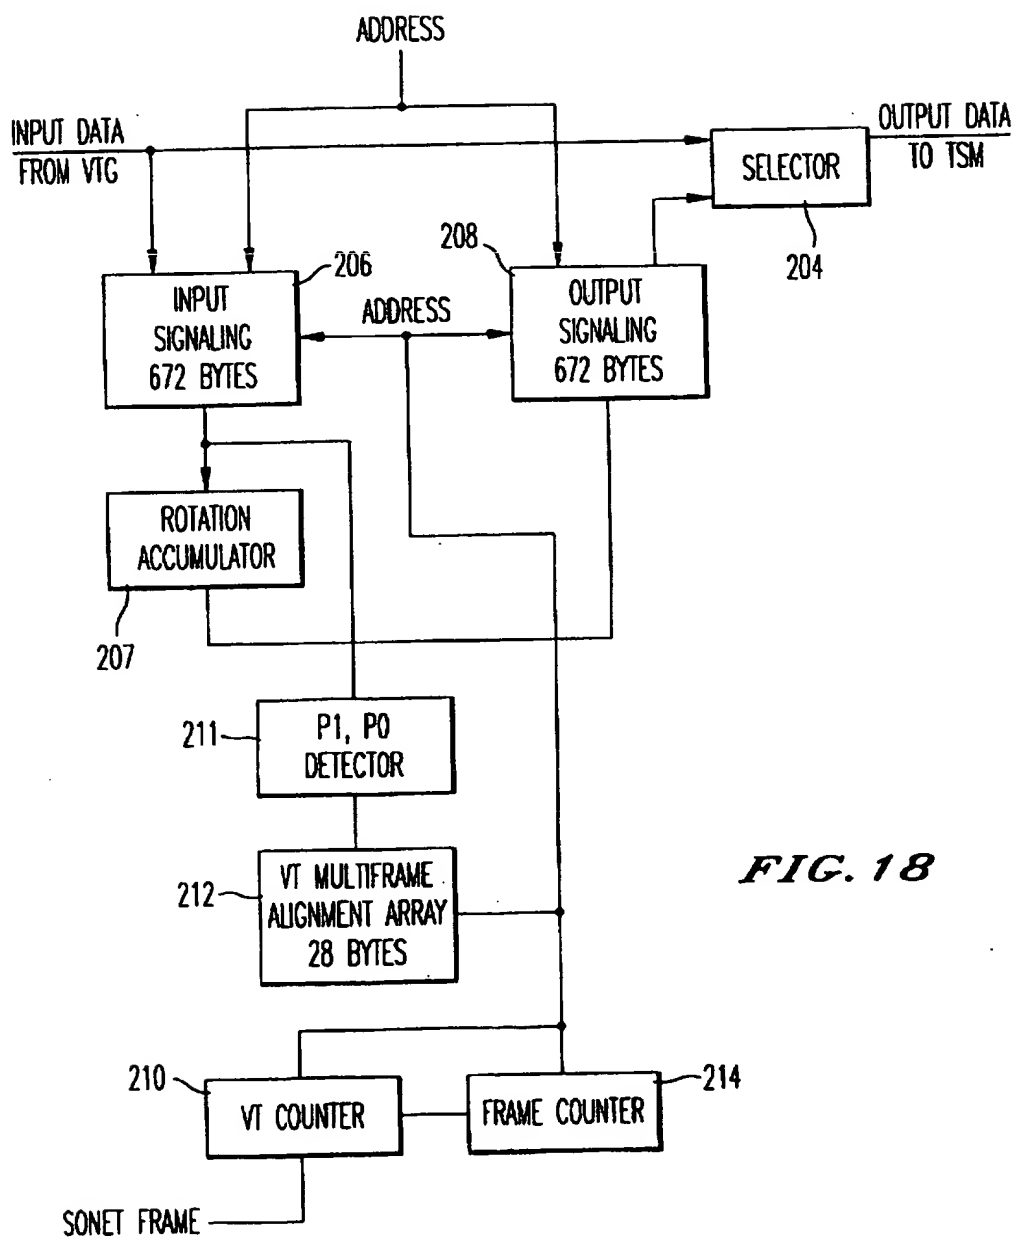 ADDRESS
INPUT DATA
FROM VTG
OUTPUT DATA
TO TSM
SELECTOR
204
206
208
INPUT
SIGNALING
672 BYTES
ADDRESS
OUTPUT
SIGNALING
672 BYTES
ROTATION
ACCUMULATOR
207
211
P1, P0
DETECTOR
212
VT MULTIFRAME
ALIGNMENT ARRAY
28 BYTES
FIG. 18
210
VT COUNTER
FRAME COUNTER
214
SONET FRAME